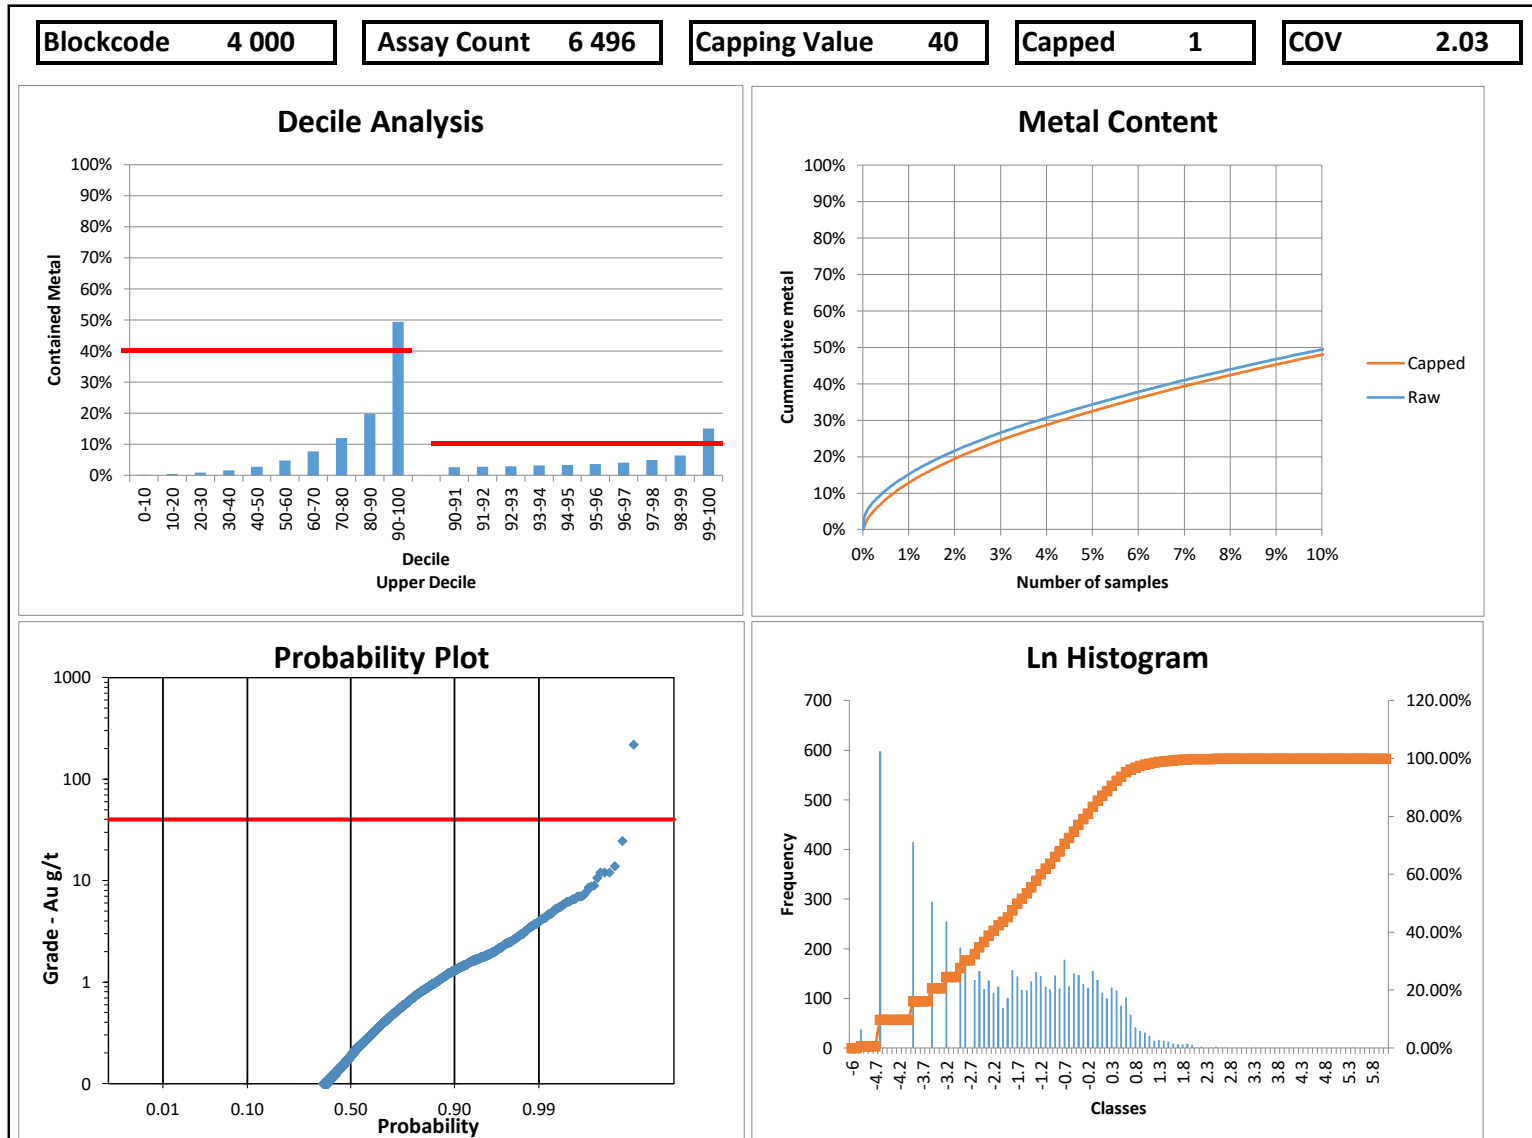 Blockcode 4 000 Assay Count 6 496 Capping Value 40 Capped 1 COV 2.03
Decile Analysis
100%
90%
80%
70%
60%
50%
40%
30%
20%
10%
0%
Contained Metal
0-10 10-20 20-30 30-40 40-50 50-60 60-70 70-80 80-90 90-100 90-91 91-92 92-93 93-94 94-95 95-96 96-97 97-98 98-99 99-100
Decile
Upper Decile
Metal Content
100%
90%
80%
70%
60%
50%
40%
30%
20%
10%
0%
Cummulative metal
0% 1% 2% 3% 4% 5% 6% 7% 8% 9% 10%
Number of samples
Capped
Raw
Probability Plot
1000
100
10
1
0
Grade - Au g/t
0.01 0.10 0.50 0.90 0.99
Probability
Ln Histogram
700
600
500
400
300
200
100
0
Frequency
120.00%
100.00%
80.00%
60.00%
40.00%
20.00%
0.00%
-6 -4.7 -4.2 -3.7 -3.2 -2.7 -2.2 -1.7 -1.2 -0.7 -0.2 0.3 0.8 1.3 1.8 2.3 2.8 3.3 3.8 4.3 4.8 5.3 5.8
Classes